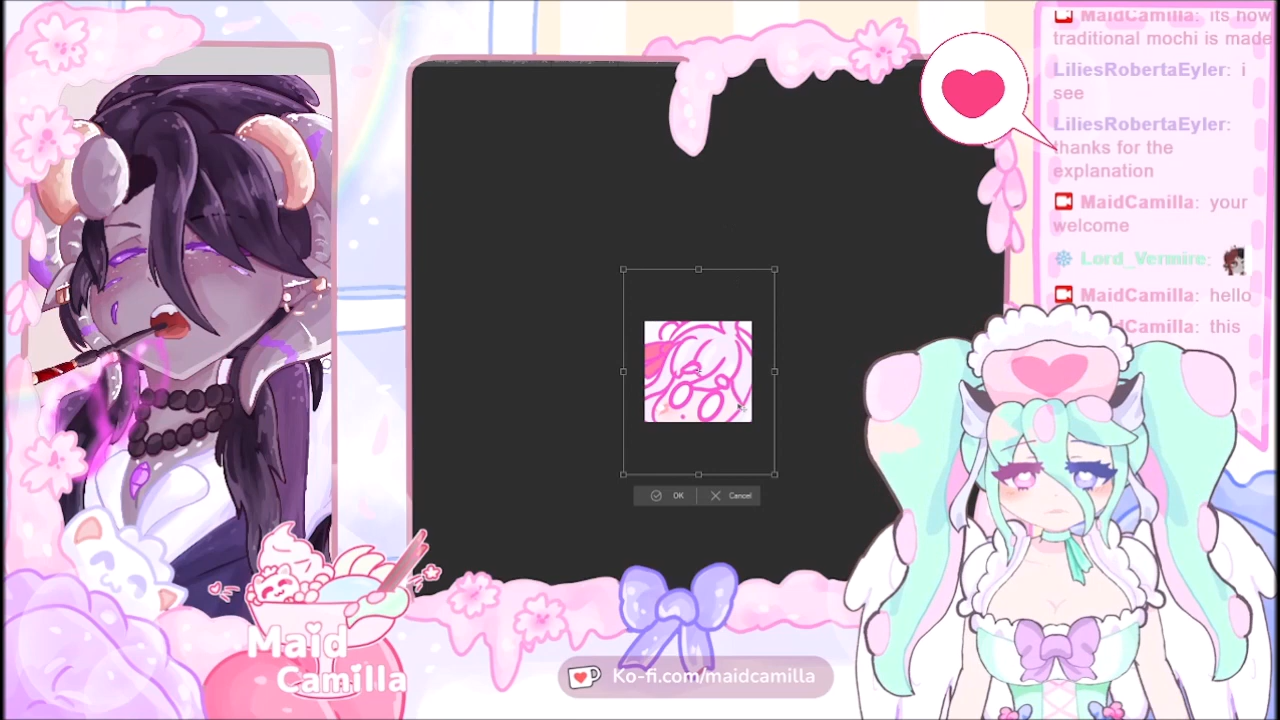 MaidCamilla: its how
traditional mochi is made
LiliesRobertaEyler: i
see
LiliesRobertaEyler:
thanks for the
explanation
MaidCamilla: your
welcome
Lord_Vermire:
MaidCamilla: hello
Camilla: this
OK
Cancel
Maid
Camilla
Ko-fi.com/maidcamilla